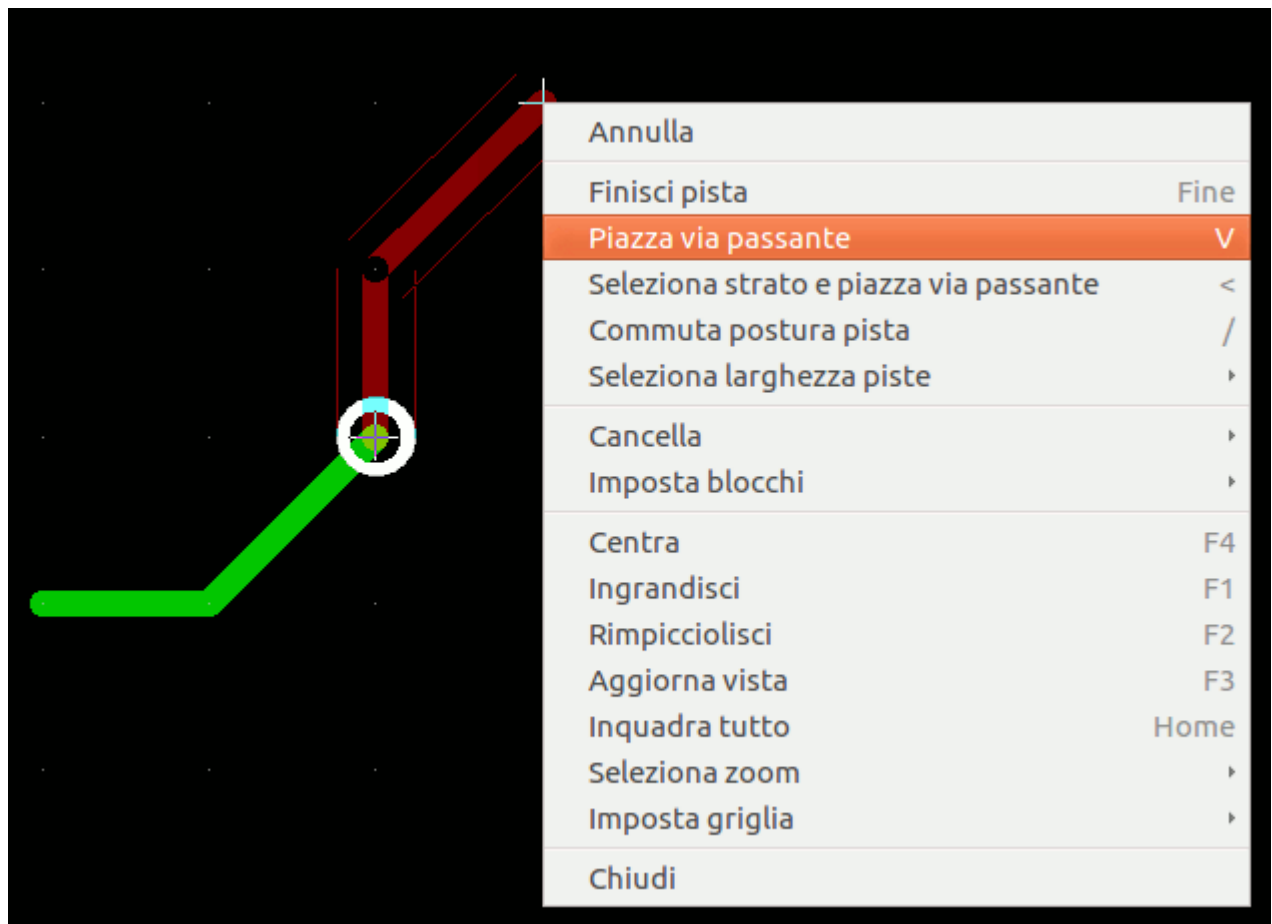 Annulla
Finisci pista Fine
Piazza via passante V
Seleziona strato e piazza via passante <
Commuta postura pista /
Seleziona larghezza piste
Cancella
Imposta blocchi
Centra F4
Ingrandisci F1
Rimpicciolisci F2
Aggiorna vista F3
Inquadra tutto Home
Seleziona zoom
Imposta griglia
Chiudi